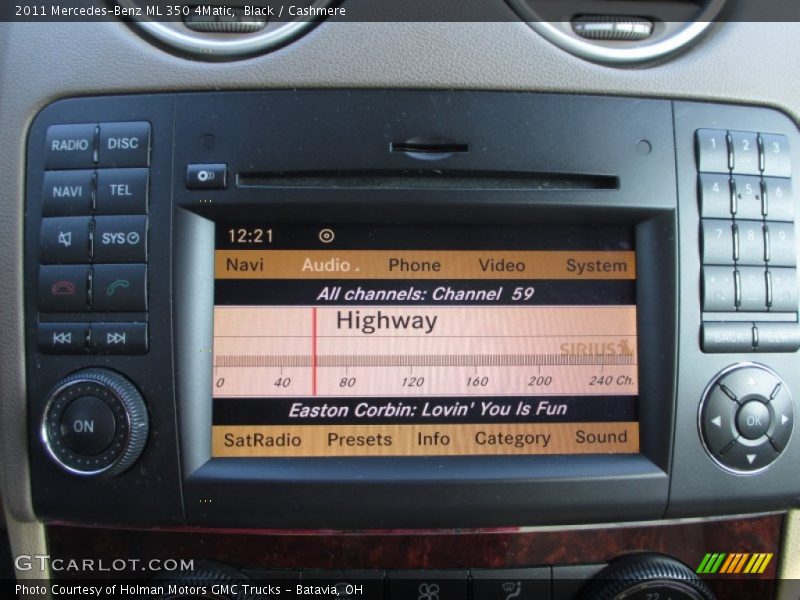 2011 Mercedes-Benz ML 350 4Matic, Black / Cashmere
RADIO DISC
NAVI TEL
SYS
ON
12:21
Navi Audio Phone Video System
All channels: Channel 59
Highway
SIRIUS
0 40 80 120 160 200 240 Ch.
Easton Corbin: Lovin' You Is Fun
SatRadio Presets Info Category Sound
1 2 3
4 5 6
7 8 9
BACK
OK
GTCARLOT.COM
Photo Courtesy of Holman Motors GMC Trucks - Batavia, OH